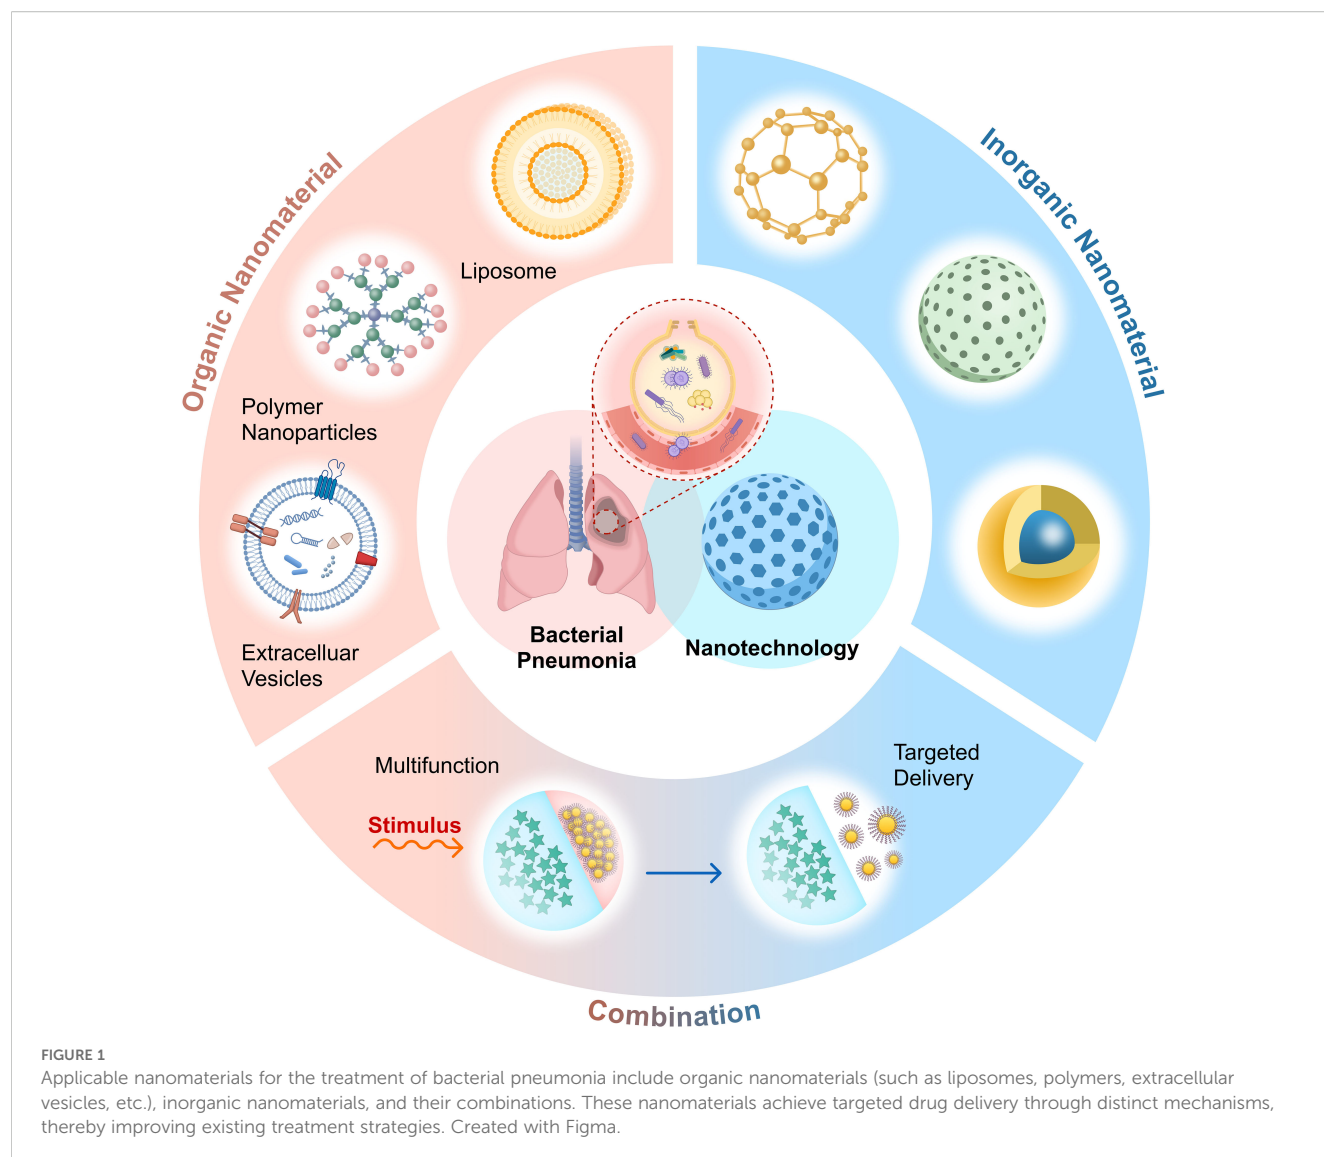 Organic Nanomaterial
Inorganic Nanomaterial
Liposome
Polymer
Nanoparticles
Extracelluar
Vesicles
Bacterial
Pneumonia
Nanotechnology
Multifunction
Stimulus
Targeted
Delivery
Combination
FIGURE 1
Applicable nanomaterials for the treatment of bacterial pneumonia include organic nanomaterials (such as liposomes, polymers, extracellular
vesicles, etc.), inorganic nanomaterials, and their combinations. These nanomaterials achieve targeted drug delivery through distinct mechanisms,
thereby improving existing treatment strategies. Created with Figma.